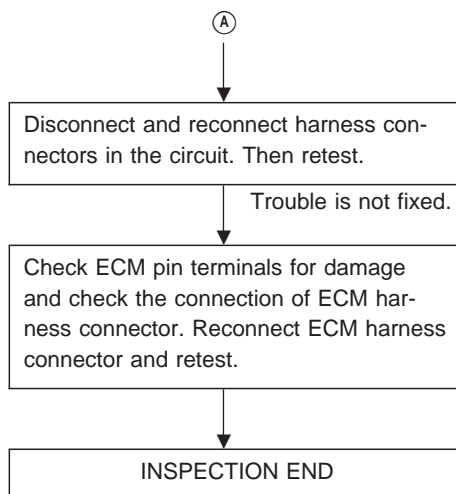 Ⓐ
Disconnect and reconnect harness con-
nectors in the circuit. Then retest.
Trouble is not fixed.
Check ECM pin terminals for damage
and check the connection of ECM har-
ness connector. Reconnect ECM harness
connector and retest.
INSPECTION END